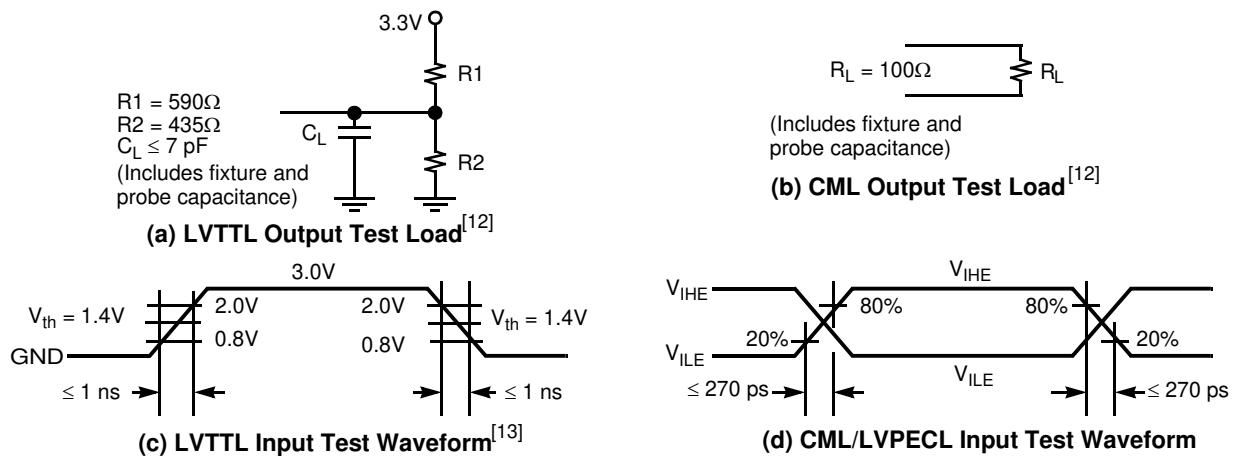 3.3V
R1
R1 = 590Ω
R2 = 435Ω
C_L ≤ 7 pF
(Includes fixture and
probe capacitance)
C_L
R2
(a) LVTTL Output Test Load[12]
R_L = 100Ω
R_L
(Includes fixture and
probe capacitance)
(b) CML Output Test Load[12]
3.0V
V_th = 1.4V
2.0V
0.8V
2.0V
0.8V
V_th = 1.4V
GND
≤ 1 ns
≤ 1 ns
(c) LVTTL Input Test Waveform[13]
V_IHE
V_IHE
80%
80%
20%
20%
V_ILE
V_ILE
≤ 270 ps
≤ 270 ps
(d) CML/LVPECL Input Test Waveform